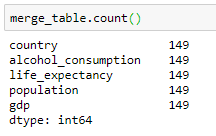 merge_table.count()
country 149
alcohol_consumption 149
life_expectancy 149
population 149
gdp 149
dtype: int64